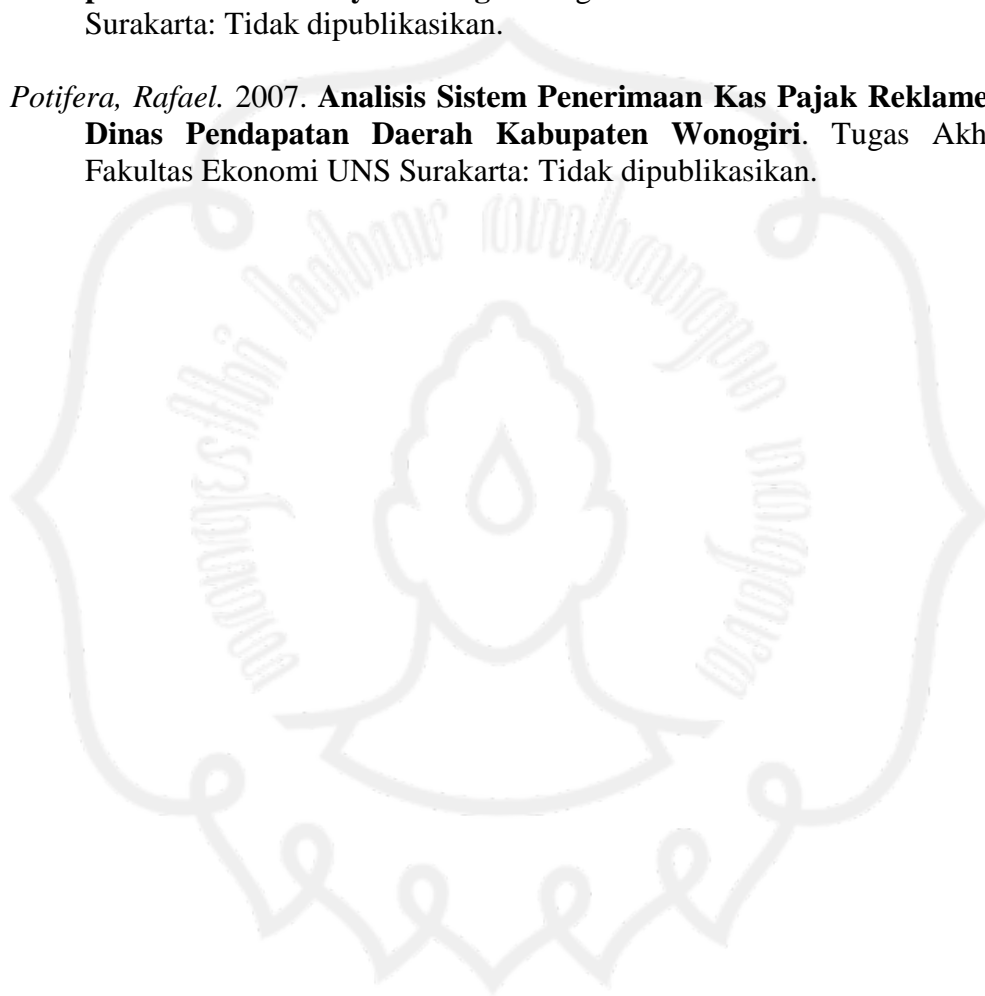 Surakarta: Tidak dipublikasikan.
Potifera, Rafael. 2007. Analisis Sistem Penerimaan Kas Pajak Reklame
Dinas Pendapatan Daerah Kabupaten Wonogiri. Tugas Akh
Fakultas Ekonomi UNS Surakarta: Tidak dipublikasikan.